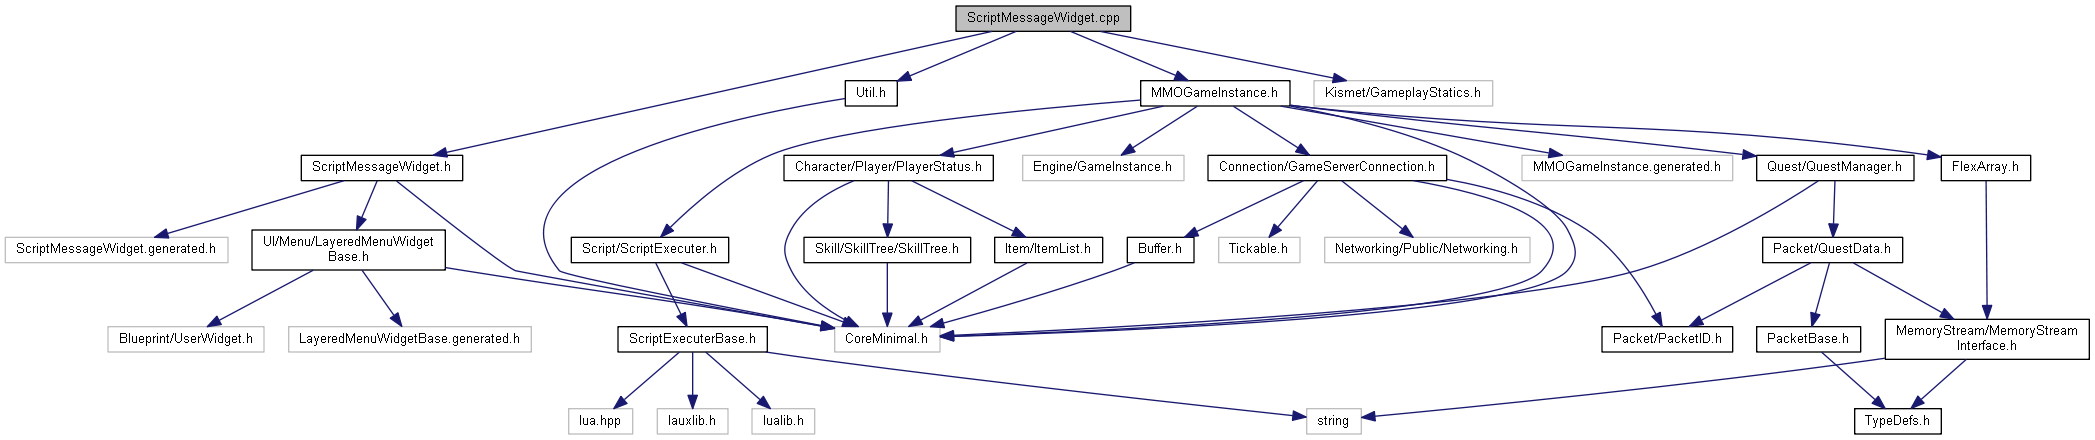 ScriptMessageWidget.cpp
Util.h
MMOGameInstance.h
Kismet/GameplayStatics.h
ScriptMessageWidget.h
Character/Player/PlayerStatus.h
Engine/GameInstance.h
Connection/GameServerConnection.h
MMOGameInstance.generated.h
Quest/QuestManager.h
FlexArray.h
ScriptMessageWidget.generated.h
UI/Menu/LayeredMenuWidget
Base.h
Script/ScriptExecuter.h
Skill/SkillTree/SkillTree.h
Item/ItemList.h
Buffer.h
Tickable.h
Networking/Public/Networking.h
Packet/QuestData.h
Blueprint/UserWidget.h
LayeredMenuWidgetBase.generated.h
ScriptExecuterBase.h
CoreMinimal.h
Packet/PacketID.h
PacketBase.h
MemoryStream/MemoryStream
Interface.h
lua.hpp
lauxlib.h
lualib.h
string
TypeDefs.h